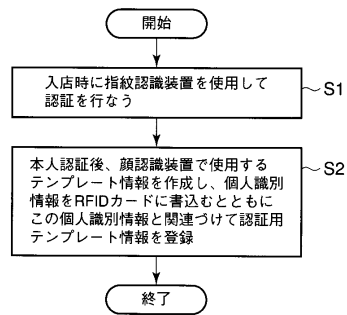 開始
入店時に指紋認識装置を使用して
認証を行なう
S1
本人認証後、顔認識装置で使用する
テンプレート情報を作成し、個人識別
情報をRFIDカードに書込むとともに
この個人識別情報と関連づけて認証用
テンプレート情報を登録
S2
終了